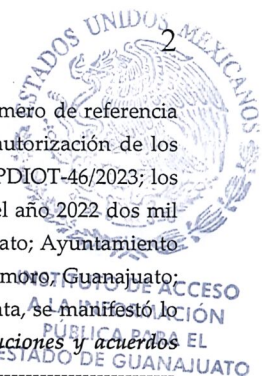 2
ESTADOS UNIDOS MEXICANOS
mero de referencia
autorización de los
PDIOT-46/2023; los
el año 2022 dos mil
ato; Ayuntamiento
moro, Guanajuato;
INSTITUTO DE ACCESO
ta, se manifestó lo
A LA INFORMACIÓN
PÚBLICA PARA EL
ciones y acuerdos
ESTADO DE GUANAJUATO